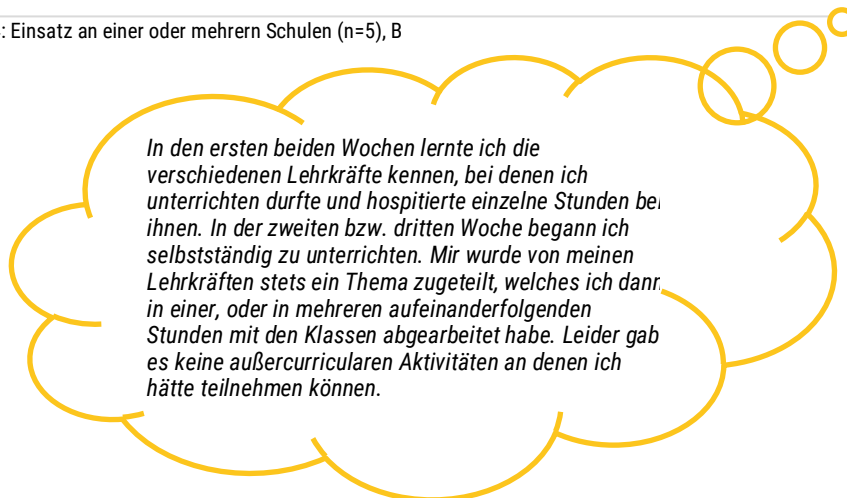 : Einsatz an einer oder mehrern Schulen (n=5), B
In den ersten beiden Wochen lernte ich die
verschiedenen Lehrkräfte kennen, bei denen ich
unterrichten durfte und hospitierte einzelne Stunden bei
ihnen. In der zweiten bzw. dritten Woche begann ich
selbstständig zu unterrichten. Mir wurde von meinen
Lehrkräften stets ein Thema zugeteilt, welches ich dann
in einer, oder in mehreren aufeinanderfolgenden
Stunden mit den Klassen abgearbeitet habe. Leider gab
es keine außercurricularen Aktivitäten an denen ich
hätte teilnehmen können.